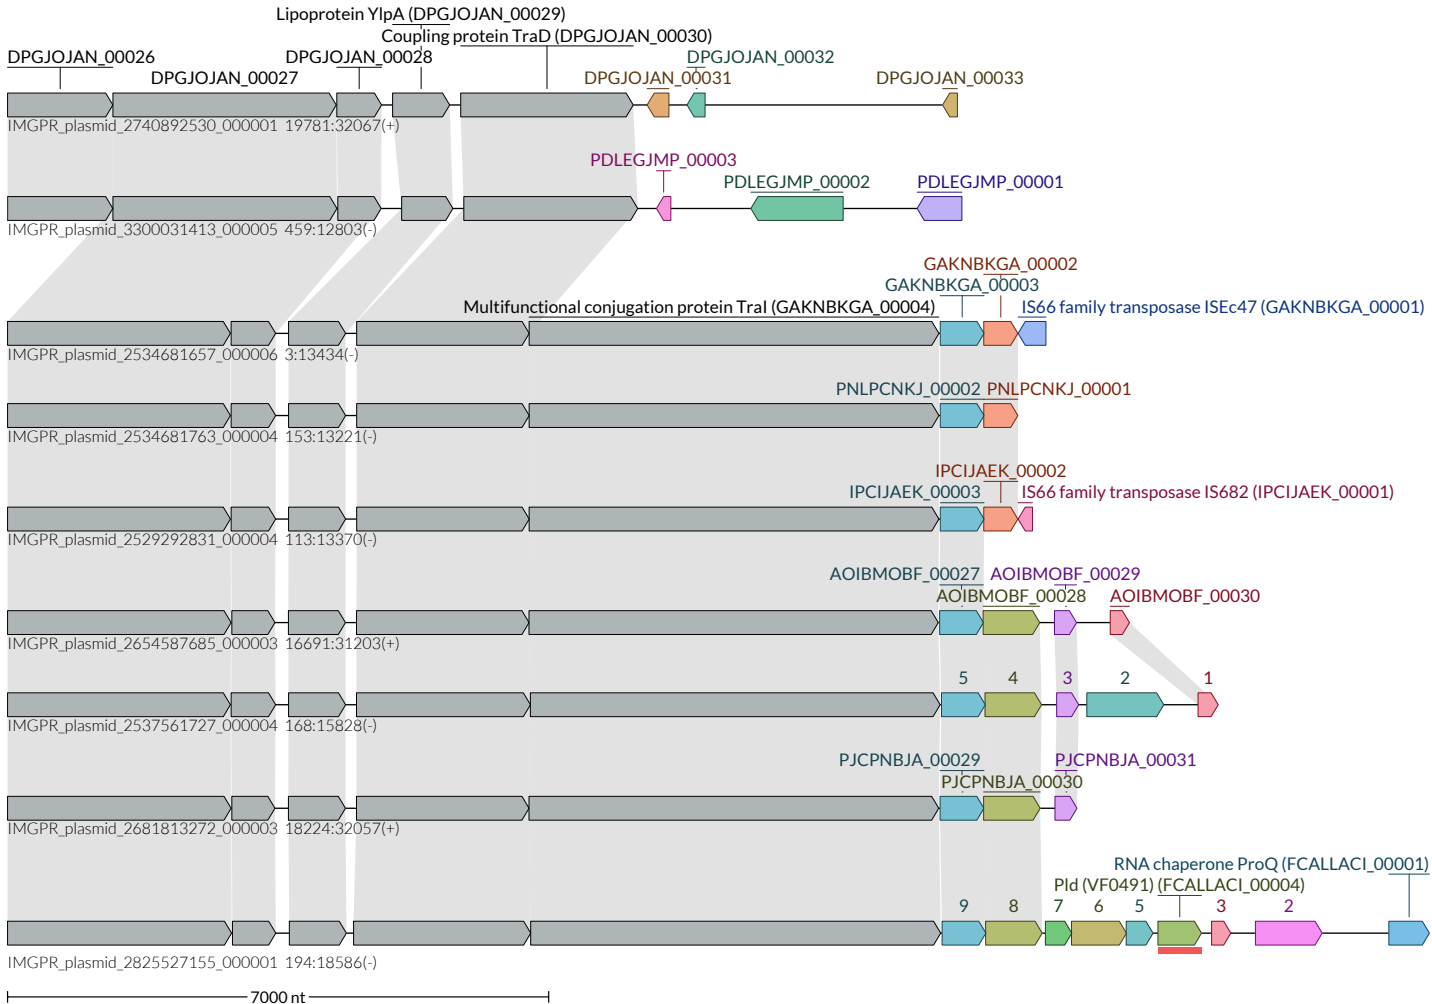 Lipoprotein YlpA (DPGJOJAN_00029)
Coupling protein TraD (DPGJOJAN_00030)
DPGJOJAN_00026
DPGJOJAN_00028
DPGJOJAN_00032
DPGJOJAN_00027
DPGJOJAN_00031
DPGJOJAN_00033
IMGPR_plasmid_2740892530_000001 19781:32067(+)
PDLEGJMP_00003
PDLEGJMP_00002
PDLEGJMP_00001
IMGPR_plasmid_3300031413_000005 459:12803(-)
GAKNBKGA_00002
GAKNBKGA_00003
Multifunctional conjugation protein TraI (GAKNBKGA_00004)
IS66 family transposase ISEc47 (GAKNBKGA_00001)
IMGPR_plasmid_2534681657_000006 3:13434(-)
PNLPCNKJ_00002
PNLPCNKJ_00001
IMGPR_plasmid_2534681763_000004 153:13221(-)
IPCIJAEK_00002
IPCIJAEK_00003
IS66 family transposase IS682 (IPCIJAEK_00001)
IMGPR_plasmid_2529292831_000004 113:13370(-)
AOIBMOBF_00027
AOIBMOBF_00029
AOIBMOBF_00028
AOIBMOBF_00030
IMGPR_plasmid_2654587685_000003 16691:31203(+)
5 4 3 2 1
IMGPR_plasmid_2537561727_000004 168:15828(-)
PJCPNBJA_00029
PJCPNBJA_00031
PJCPNBJA_00030
IMGPR_plasmid_2681813272_000003 18224:32057(+)
RNA chaperone ProQ (FCALLACI_00001)
Pld (VF0491) (FCALLACI_00004)
9 8 7 6 5 3 2
IMGPR_plasmid_2825527155_000001 194:18586(-)
7000 nt